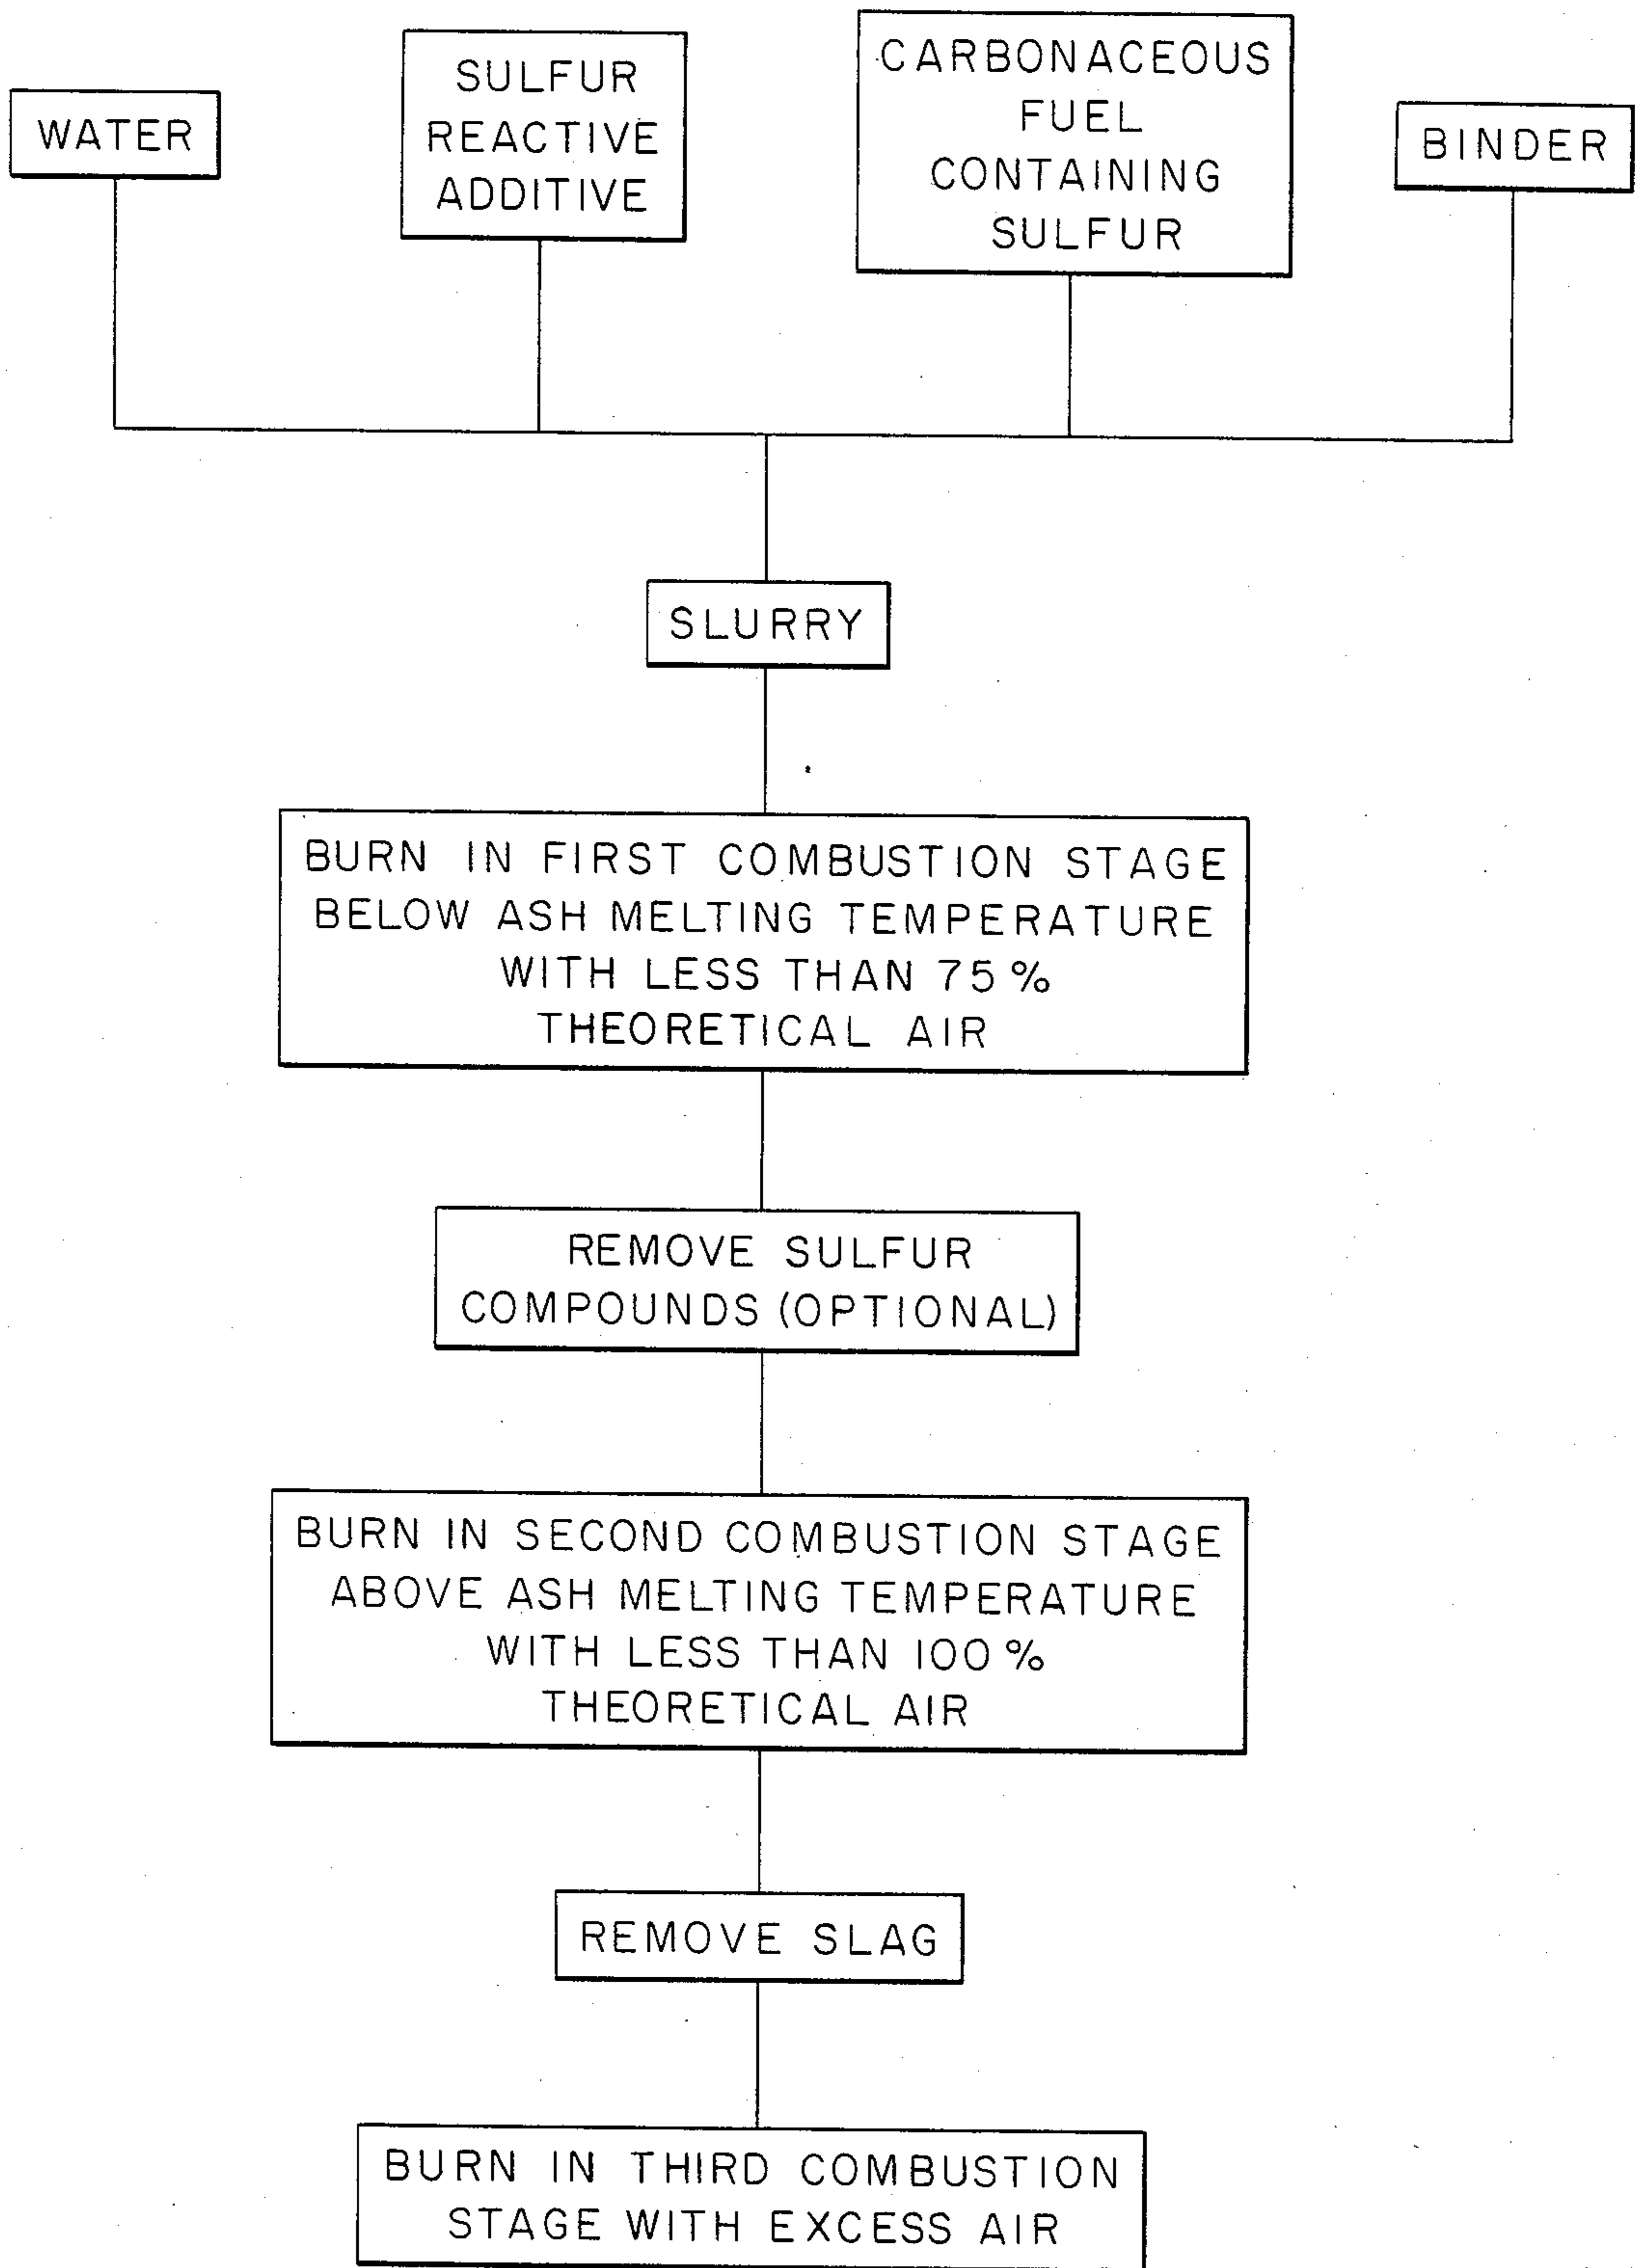 WATER
SULFUR
REACTIVE
ADDITIVE
CARBONACEOUS
FUEL
CONTAINING
SULFUR
BINDER
SLURRY
BURN IN FIRST COMBUSTION STAGE
BELOW ASH MELTING TEMPERATURE
WITH LESS THAN 75%
THEORETICAL AIR
REMOVE SULFUR
COMPOUNDS (OPTIONAL)
BURN IN SECOND COMBUSTION STAGE
ABOVE ASH MELTING TEMPERATURE
WITH LESS THAN 100%
THEORETICAL AIR
REMOVE SLAG
BURN IN THIRD COMBUSTION
STAGE WITH EXCESS AIR